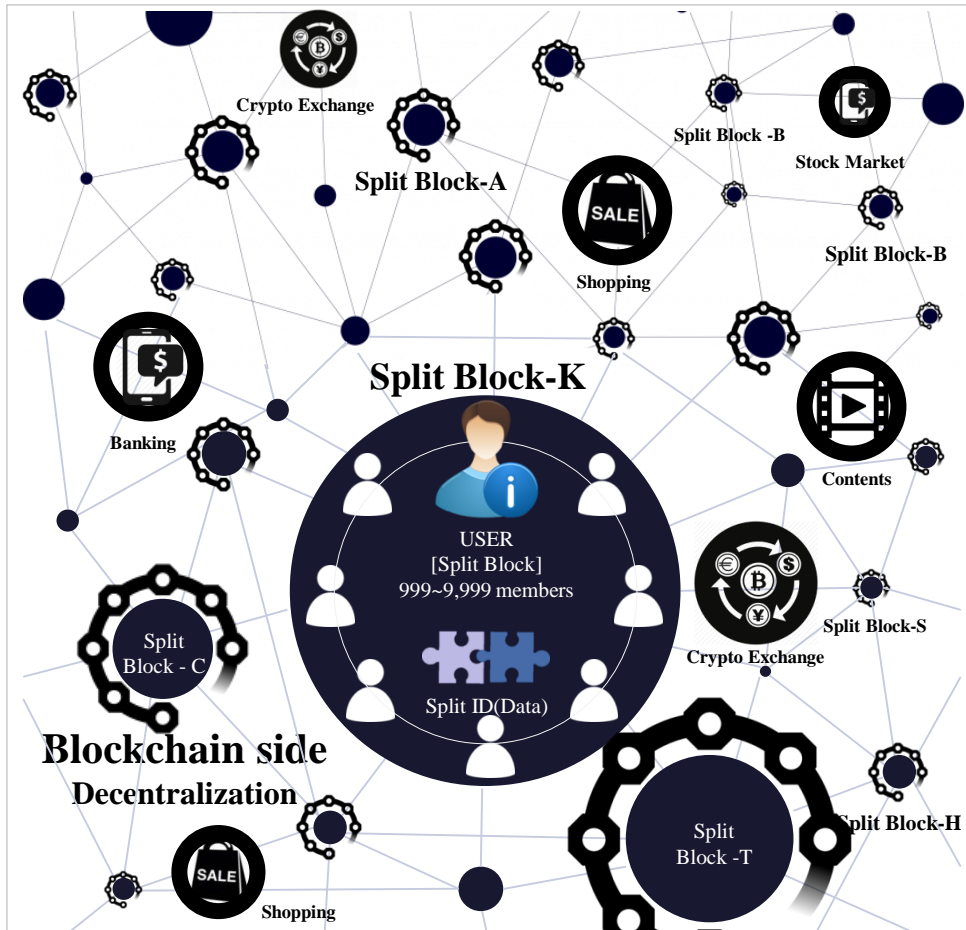 Crypto Exchange
Split Block -B
Stock Market
Split Block-A
SALE
Shopping
Split Block-B
Split Block-K
Banking
Contents
USER
[Split Block]
999~9,999 members
Split ID(Data)
Split
Block - C
Split Block-S
Crypto Exchange
Blockchain side
Decentralization
Split
Block -T
Split Block-H
SALE
Shopping